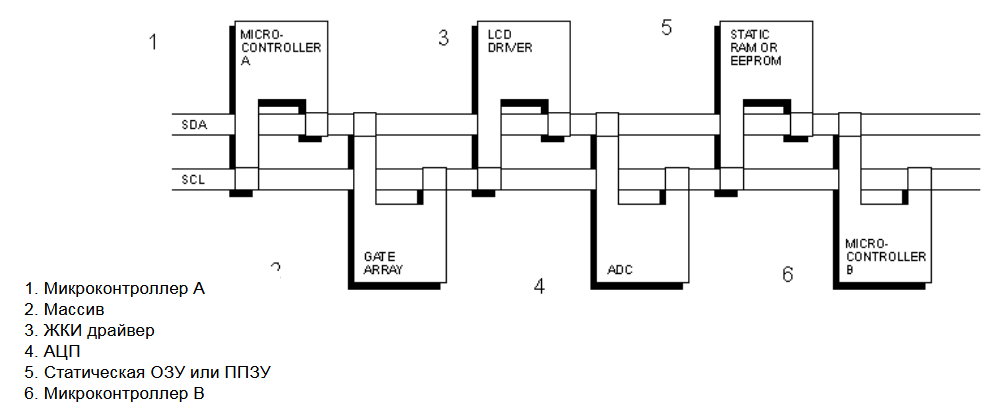 1
MICRO-
CONTROLLER
A
3
LCD
DRIVER
5
STATIC
RAM OR
EEPROM
SDA
SCL
2
GATE
ARRAY
4
ADC
6
MICRO-
CONTROLLER
B
1. Микроконтроллер A
2. Массив
3. ЖКИ драйвер
4. АЦП
5. Статическая ОЗУ или ППЗУ
6. Микроконтроллер В